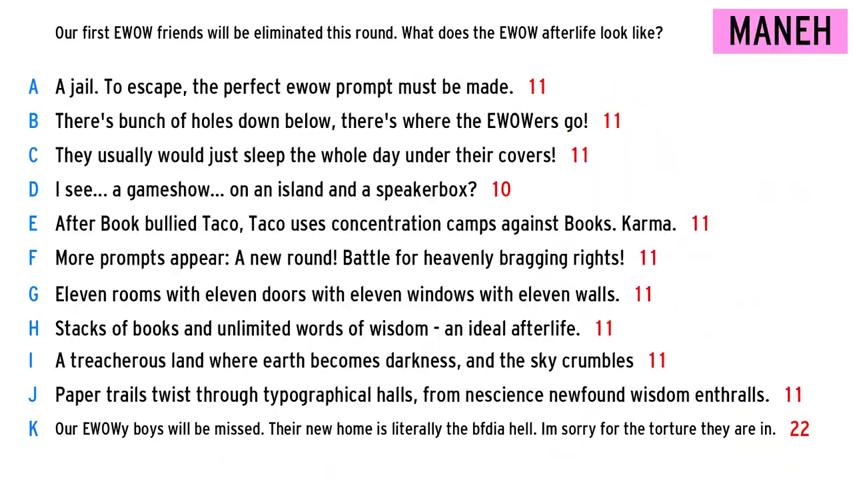 Our first EWOW friends will be eliminated this round. What does the EWOW afterlife look like?
MANEH
A A jail. To escape, the perfect ewow prompt must be made. 11
B There's bunch of holes down below, there's where the EWOWers go! 11
C They usually would just sleep the whole day under their covers! 11
D I see... a gameshow... on an island and a speakerbox? 10
E After Book bullied Taco, Taco uses concentration camps against Books. Karma. 11
F More prompts appear: A new round! Battle for heavenly bragging rights! 11
G Eleven rooms with eleven doors with eleven windows with eleven walls. 11
H Stacks of books and unlimited words of wisdom - an ideal afterlife. 11
I A treacherous land where earth becomes darkness, and the sky crumbles 11
J Paper trails twist through typographical halls, from nescience newfound wisdom enthralls. 11
K Our EWOWy boys will be missed. Their new home is literally the bfdia hell. Im sorry for the torture they are in. 22